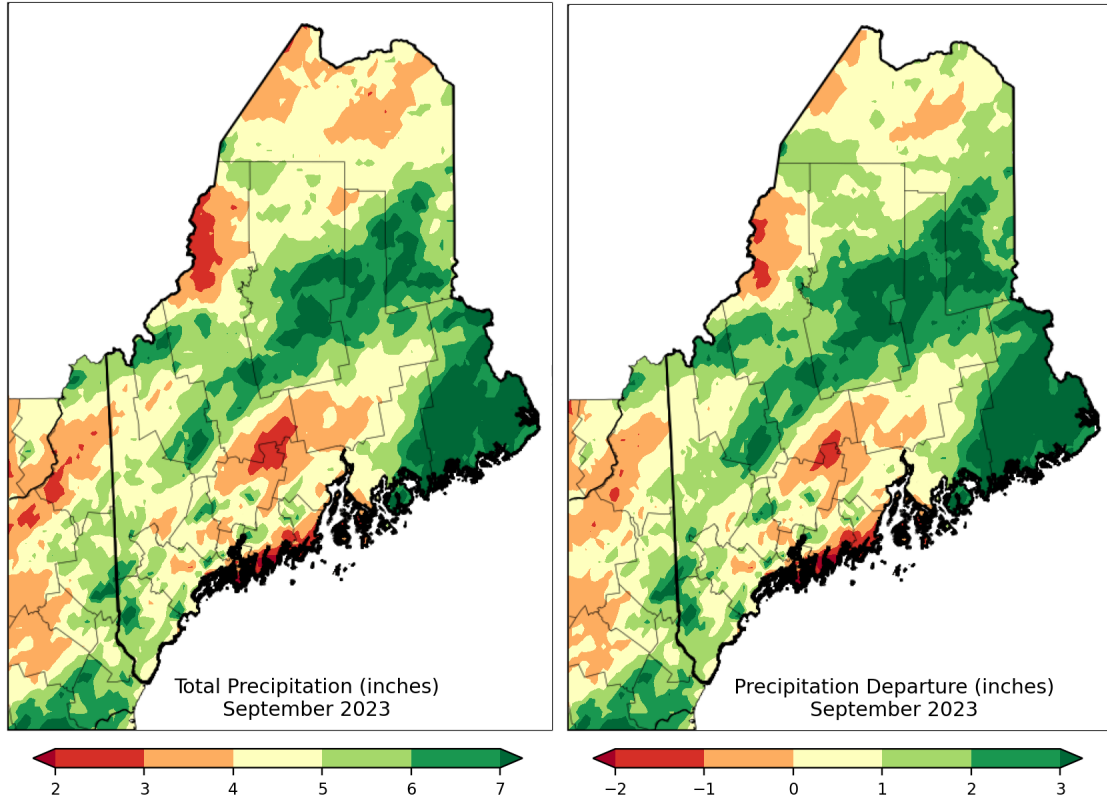 Total Precipitation (inches)
September 2023
2 3 4 5 6 7
Precipitation Departure (inches)
September 2023
−2 −1 0 1 2 3